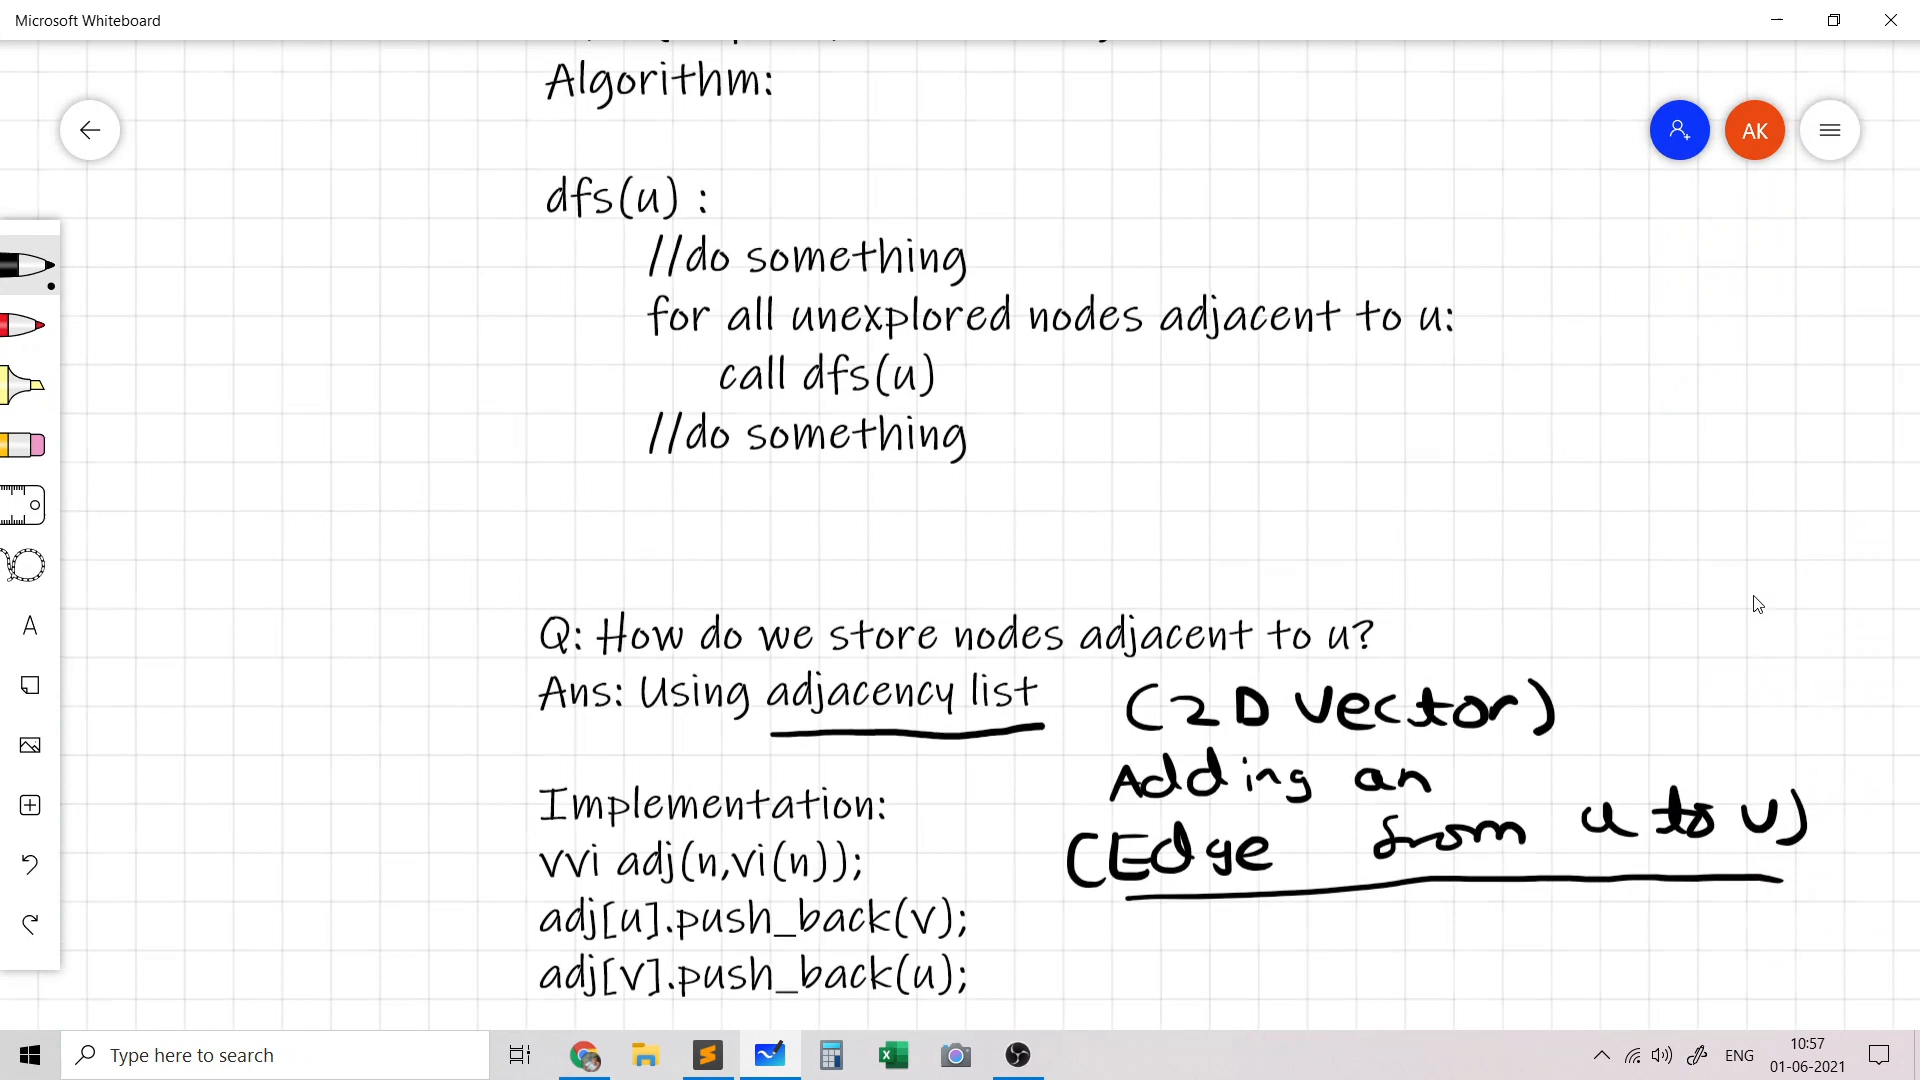 Microsoft Whiteboard
Algorithm:
AK
dfs(u) :
//do something
for all unexplored nodes adjacent to u:
call dfs(u)
//do something
Q: How do we store nodes adjacent to u?
Ans: Using adjacency list
(2D vector)
Adding an
(Edge from u to v)
Implementation:
vvi adj(n,vi(n));
adj[u].push_back(v);
adj[v].push_back(u);
Type here to search
ENG
10:57
01-06-2021